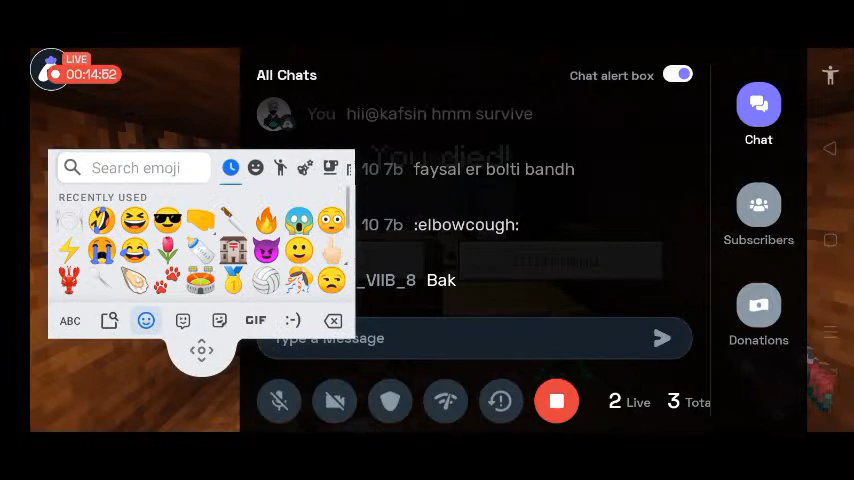 LIVE
00:14:52
All Chats
Chat alert box
You hii@kafsin hmm survive
You died!
10 7b faysal er bolti bandh
10 7b :elbowcough:
_VIIB_8 Bak
Search emoji
RECENTLY USED
ABC
GIF
:-)
Type a Message
2 Live 3 Tota
Chat
Subscribers
Donations